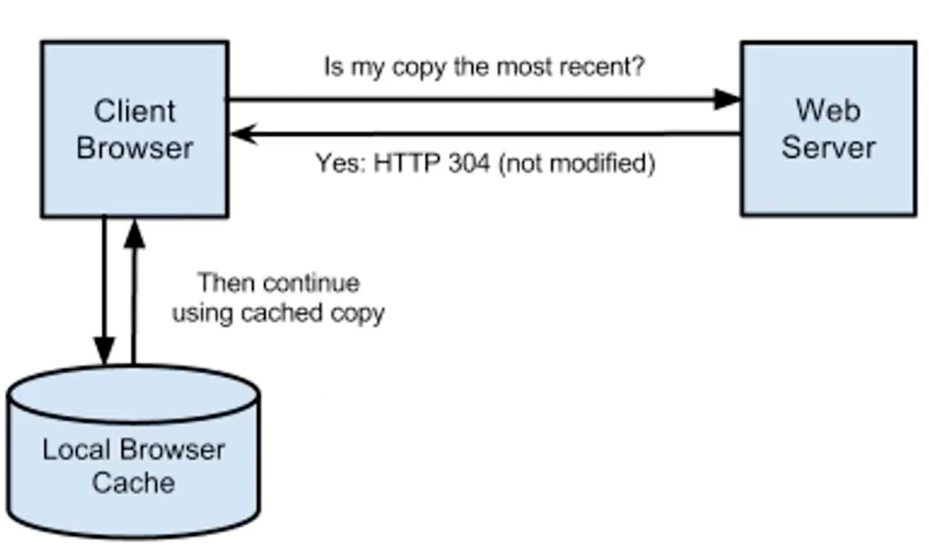 Is my copy the most recent?
Client
Browser
Web
Server
Yes: HTTP 304 (not modified)
Then continue
using cached copy
Local Browser
Cache